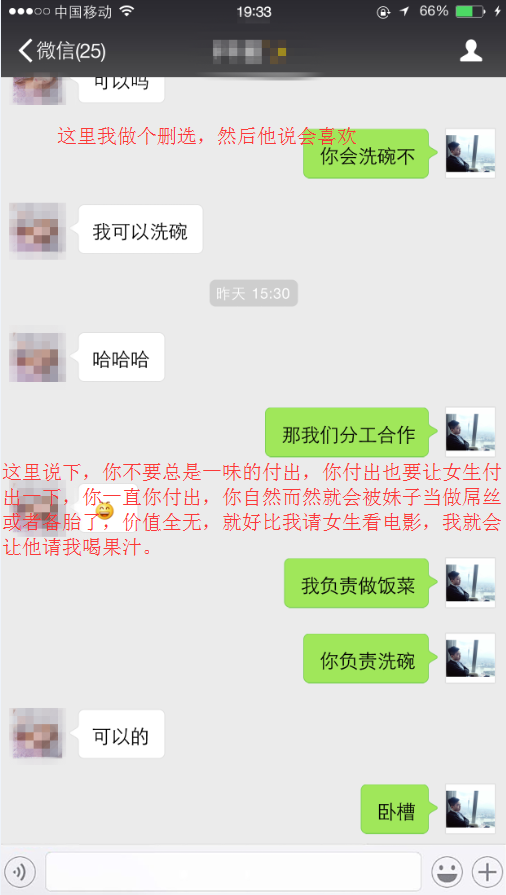 中国移动 19:33 66%
微信(25)
可以吗
这里我做个删选，然后他说会喜欢
你会洗碗不
我可以洗碗
昨天 15:30
哈哈哈
那我们分工合作
这里说下，你不要总是一味的付出，你付出也要让女生付
出一下，你一直你付出，你自然而然就会被妹子当做屌丝
或者备胎了，价值全无，就好比我请女生看电影，我就会
让他请我喝果汁。
我负责做饭菜
你负责洗碗
可以的
卧槽